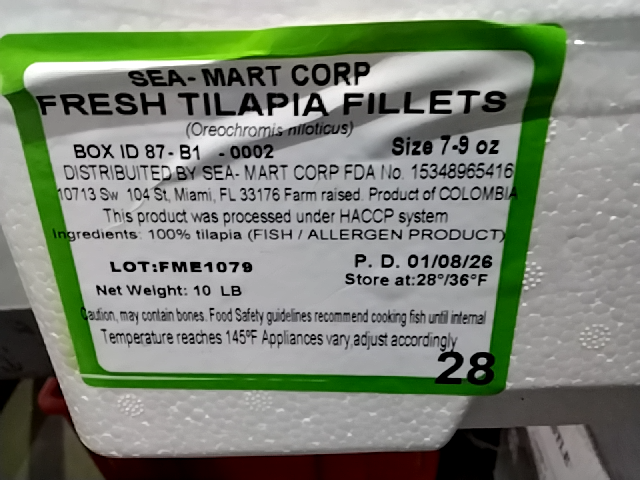 SEA- MART CORP
FRESH TILAPIA FILLETS
(Oreochromis niloticus)
BOX ID 87- B1 - 0002 Size 7-9 oz
DISTRIBUTED BY SEA- MART CORP FDA No. 15348965416
10713 Sw 104 St, Miami, FL 33176 Farm raised. Product of COLOMBIA
This product was processed under HACCP system
Ingredients: 100% tilapia (FISH / ALLERGEN PRODUCT)
LOT:FME1079 P. D. 01/08/26
Net Weight: 10 LB Store at:28°/36°F
Caution, may contain bones. Food Safety guidelines recommend cooking fish until internal
Temperature reaches 145ºF Appliances vary,adjust accordingly
28